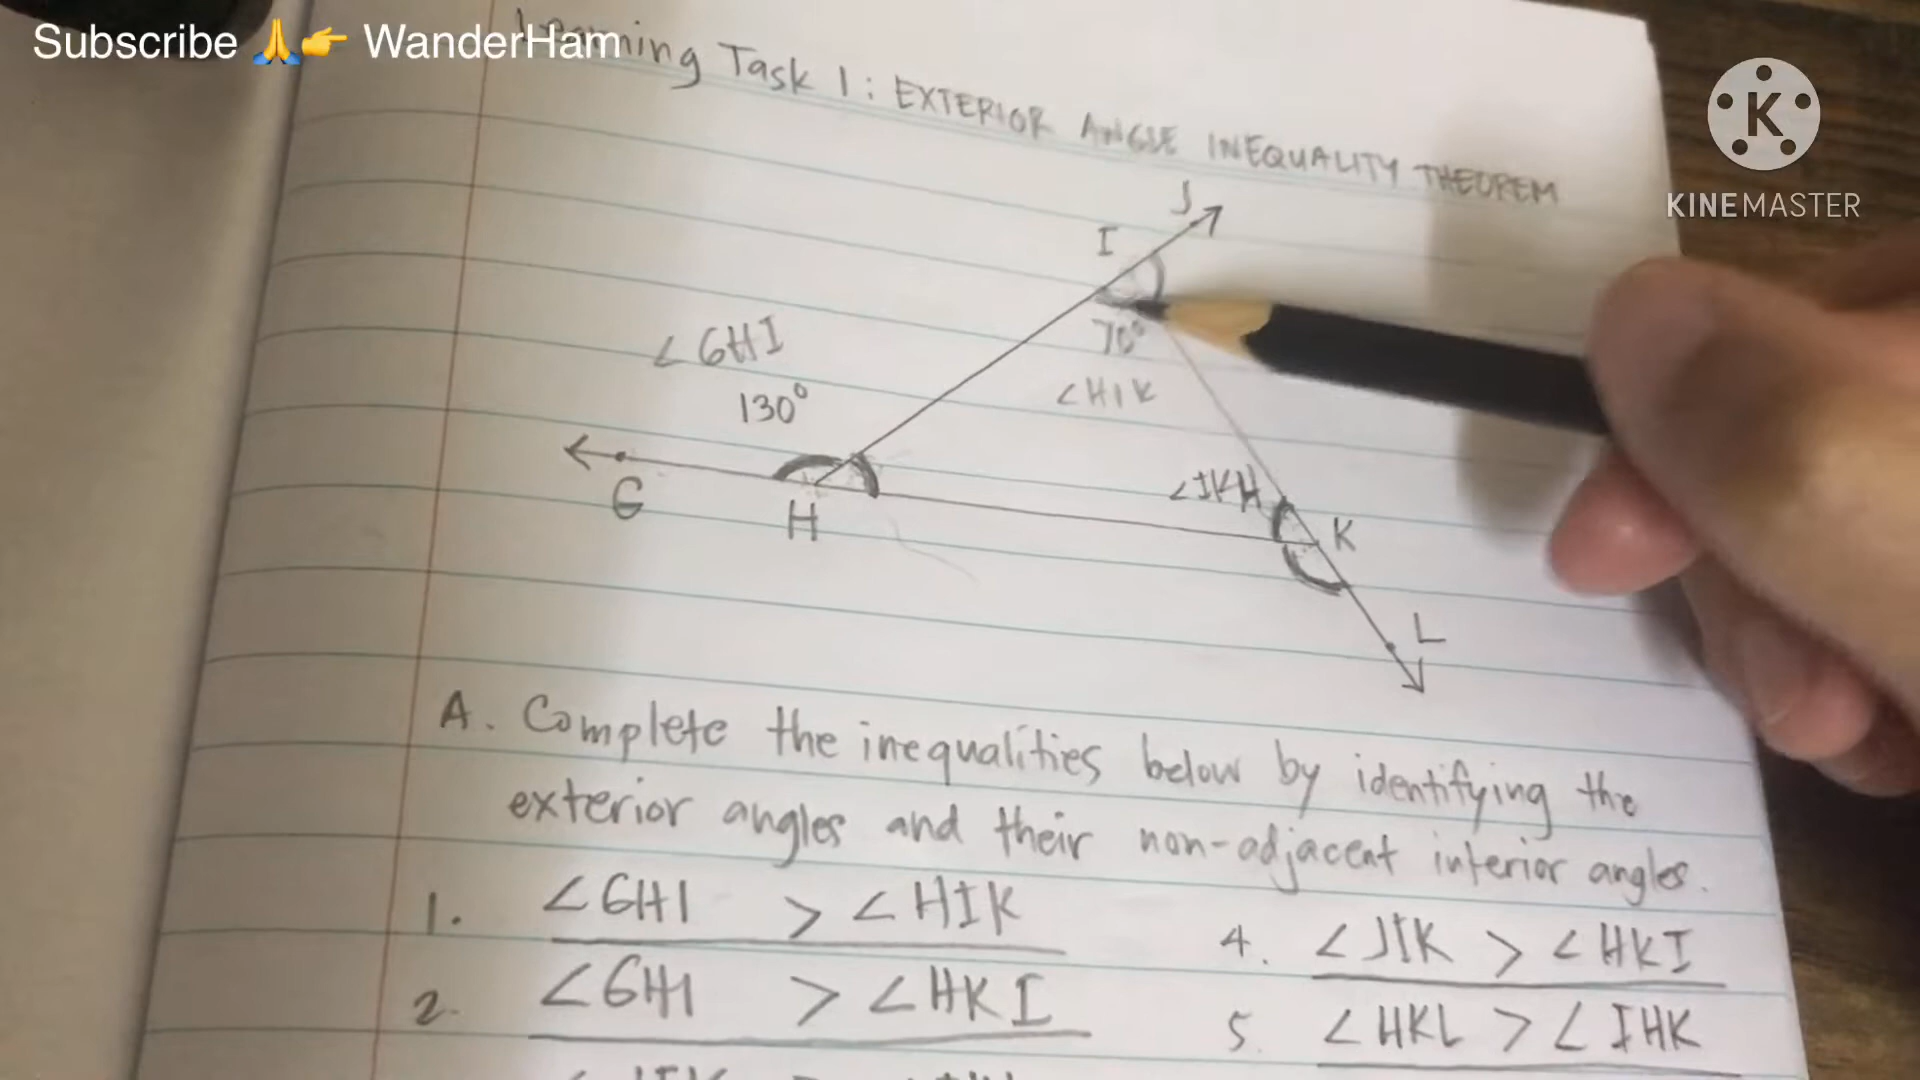 Subscribe 🙏👉 WanderHam
Learning Task 1: EXTERIOR ANGLE INEQUALITY THEOREM
K
KINEMASTER
J
I
∠GHI
130°
70°
∠HIK
G
H
∠IKH
K
L
A. Complete the inequalities below by identifying the
exterior angles and their non-adjacent interior angles.
1. ∠GHI > ∠HIK
2. ∠GHI > ∠HKI
4. ∠JIK > ∠HKI
5. ∠HKL > ∠IHK